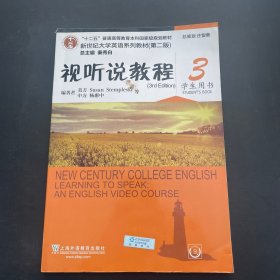 "十二五"普通高等教育本科国家级规划教材
新世纪大学英语系列教材(第二版)
总主编 秦秀白
视听说教程 3
(3rd Edition)
学生用书
STUDENT'S BOOK
编著者 美方 Susan Stempleski 等
中方 杨惠中
NEW CENTURY COLLEGE ENGLISH
LEARNING TO SPEAK:
AN ENGLISH VIDEO COURSE
上海外语教育出版社